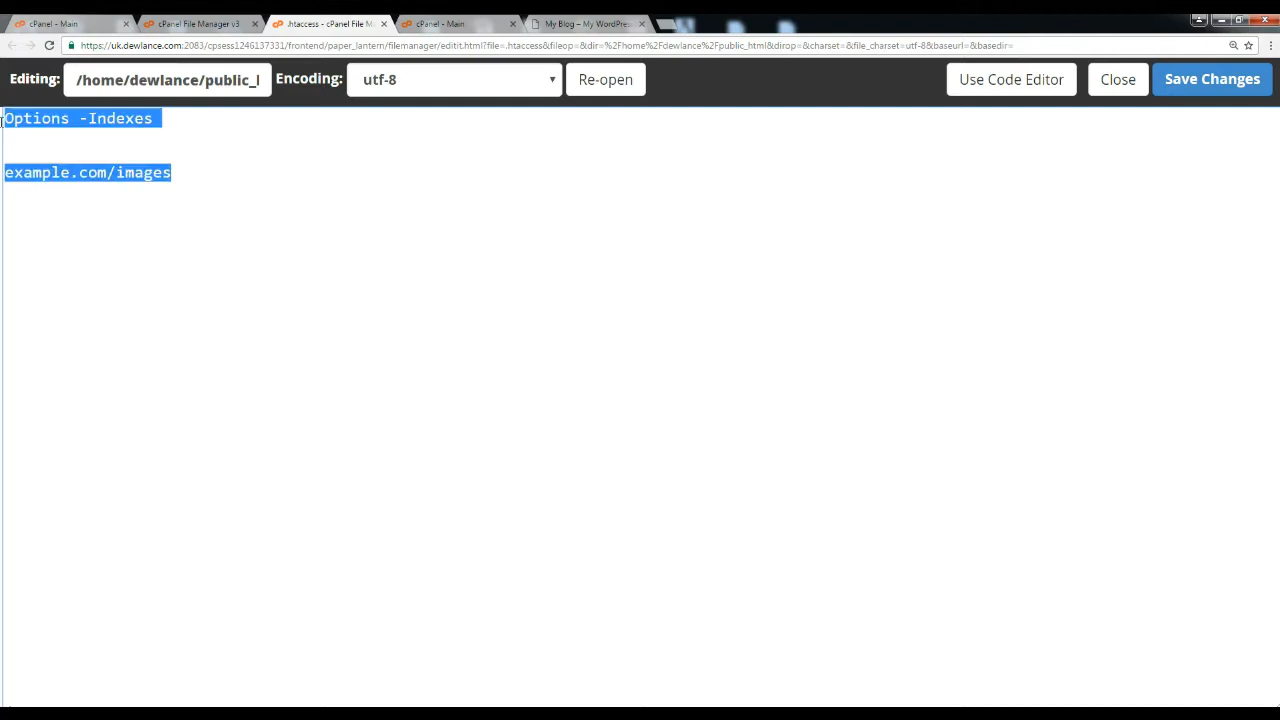 cPanel - Main
cPanel File Manager v3
.htaccess - cPanel File M
cPanel - Main
My Blog – My WordPres
https://uk.dewlance.com:2083/cpsess1246137331/frontend/paper_lantern/filemanager/editit.html?file=.htaccess&fileop=&dir=%2Fhome%2Fdewlance%2Fpublic_html&dirop=&charset=&file_charset=utf-8&baseurl=&basedir=
Editing: /home/dewlance/public_l Encoding: utf-8 Re-open Use Code Editor Close Save Changes
Options -Indexes
example.com/images